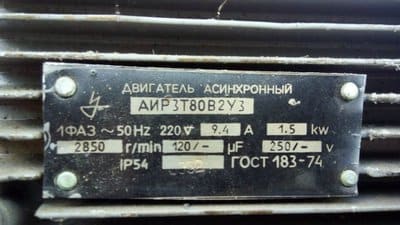 ДВИГАТЕЛЬ АСИНХРОННЫЙ
АИР3Т80В2У3
1ФАЗ ~50Hz 220V 9.4 A 1.5 kw
2850 r/min 120/- µF 250/- v
IP54 ГОСТ 183-74